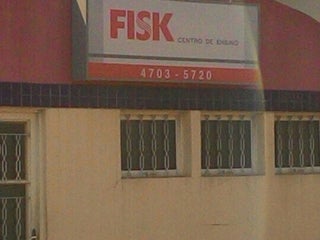 FISK
CENTRO DE ENSINO
4703-5720